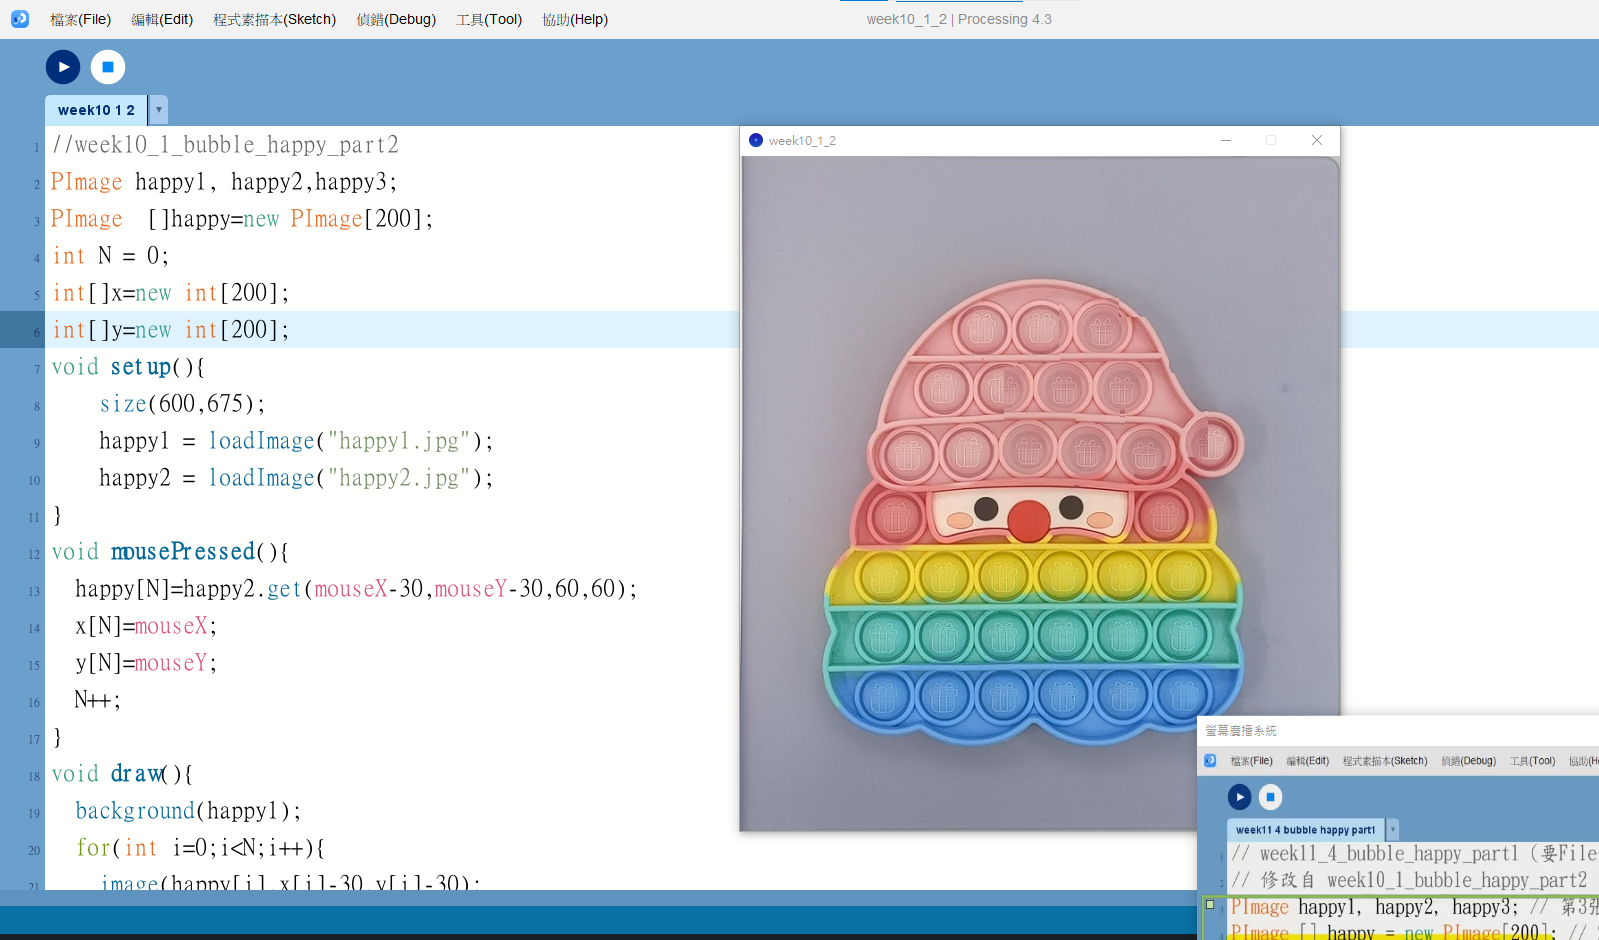 檔案(File) 編輯(Edit) 程式素描本(Sketch) 偵錯(Debug) 工具(Tool) 協助(Help) week10_1_2 | Processing 4.3
week10 1 2
1 //week10_1_bubble_happy_part2
2 PImage happy1, happy2,happy3;
3 PImage  []happy=new PImage[200];
4 int N = 0;
5 int[]x=new int[200];
6 int[]y=new int[200];
7 void setup(){
8 size(600,675);
9 happy1 = loadImage("happy1.jpg");
10 happy2 = loadImage("happy2.jpg");
11 }
12 void mousePressed(){
13 happy[N]=happy2.get(mouseX-30,mouseY-30,60,60);
14 x[N]=mouseX;
15 y[N]=mouseY;
16 N++;
17 }
18 void draw(){
19 background(happy1);
20 for(int i=0;i<N;i++){
21 image(happy[i],x[i]-30,y[i]-30);
week10_1_2
螢幕廣播系統
檔案(File) 編輯(Edit) 程式素描本(Sketch) 偵錯(Debug) 工具(Tool) 協助(H
week11 4 bubble happy part1
1 // week11_4_bubble_happy_part1 (要File
2 // 修改自 week10_1_bubble_happy_part2
3 PImage happy1, happy2, happy3; // 第3張
4 PImage [] happy = new PImage[200]; //